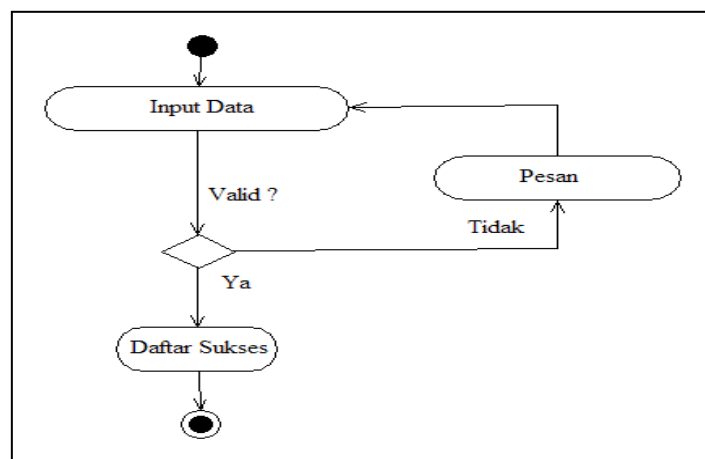 Input Data
Pesan
Valid ?
Tidak
Ya
Daftar Sukses